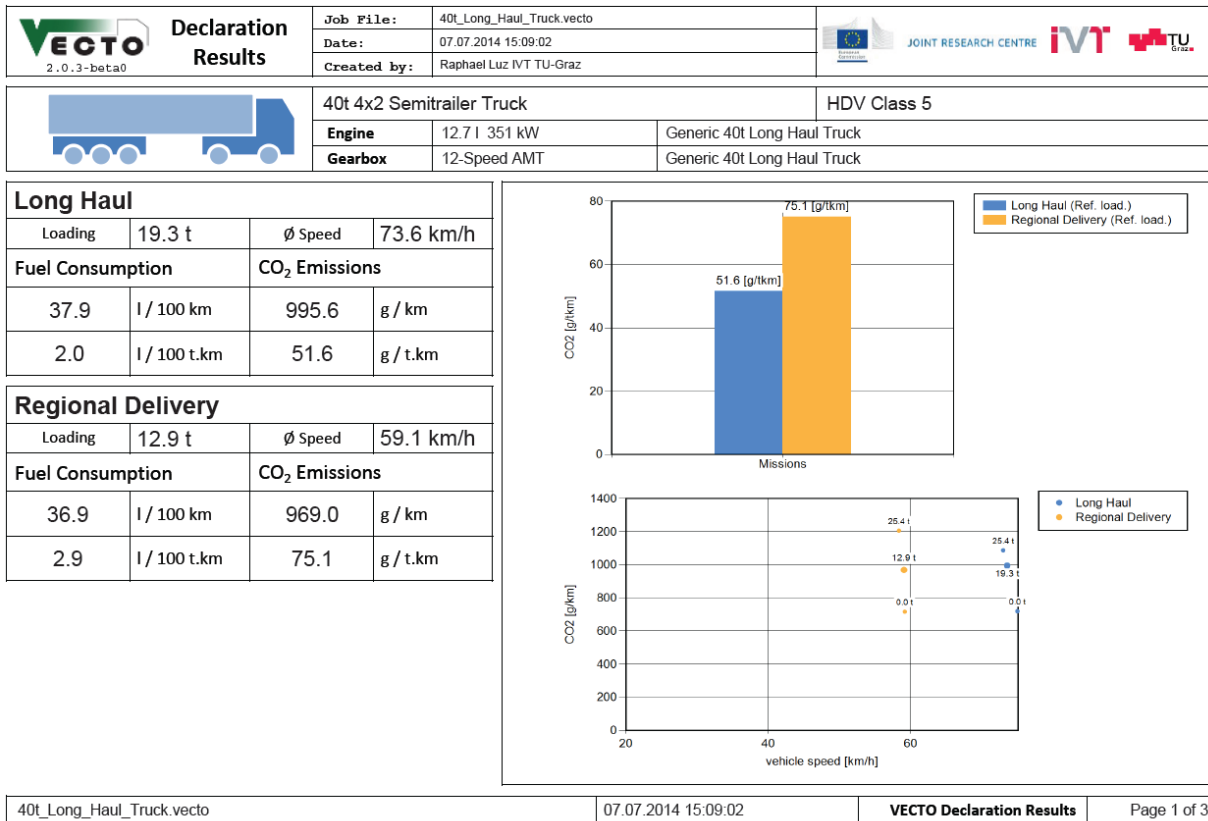 VECTO
2.0.3-beta0
Declaration
Results
Job File: 40t_Long_Haul_Truck.vecto
Date: 07.07.2014 15:09:02
Created by: Raphael Luz IVT TU-Graz
European
Commission
JOINT RESEARCH CENTRE
iVT
TU
Graz
40t 4x2 Semitrailer Truck HDV Class 5
Engine 12.7 l 351 kW Generic 40t Long Haul Truck
Gearbox 12-Speed AMT Generic 40t Long Haul Truck
Long Haul
Loading 19.3 t Ø Speed 73.6 km/h
Fuel Consumption CO2 Emissions
37.9 l / 100 km 995.6 g / km
2.0 l / 100 t.km 51.6 g / t.km
Regional Delivery
Loading 12.9 t Ø Speed 59.1 km/h
Fuel Consumption CO2 Emissions
36.9 l / 100 km 969.0 g / km
2.9 l / 100 t.km 75.1 g / t.km
80
60
40
20
0
CO2 [g/tkm]
75.1 [g/tkm]
51.6 [g/tkm]
Missions
Long Haul (Ref. load.)
Regional Delivery (Ref. load.)
1400
1200
1000
800
600
400
200
0
CO2 [g/km]
25.4 t
12.9 t
0.0 t
25.4 t
19.3 t
0.0 t
20 40 60
vehicle speed [km/h]
Long Haul
Regional Delivery
40t_Long_Haul_Truck.vecto 07.07.2014 15:09:02 VECTO Declaration Results Page 1 of 3